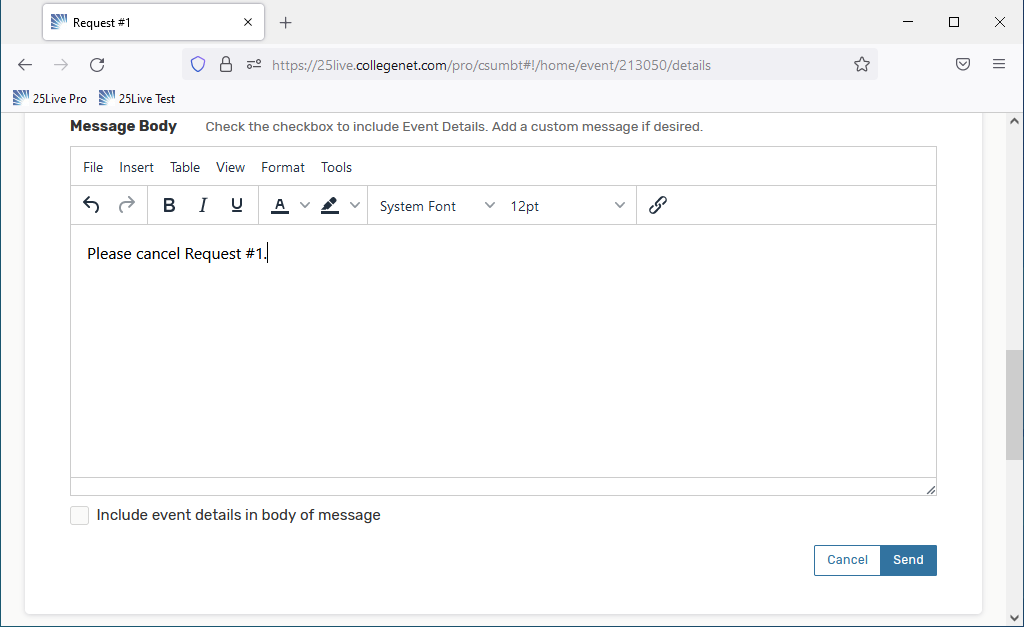 Request #1
https://25live.collegenet.com/pro/csumbt#!/home/event/213050/details
25Live Pro 25Live Test
Message Body Check the checkbox to include Event Details. Add a custom message if desired.
File Insert Table View Format Tools
B I U A System Font 12pt
Please cancel Request #1.
Include event details in body of message
Cancel Send